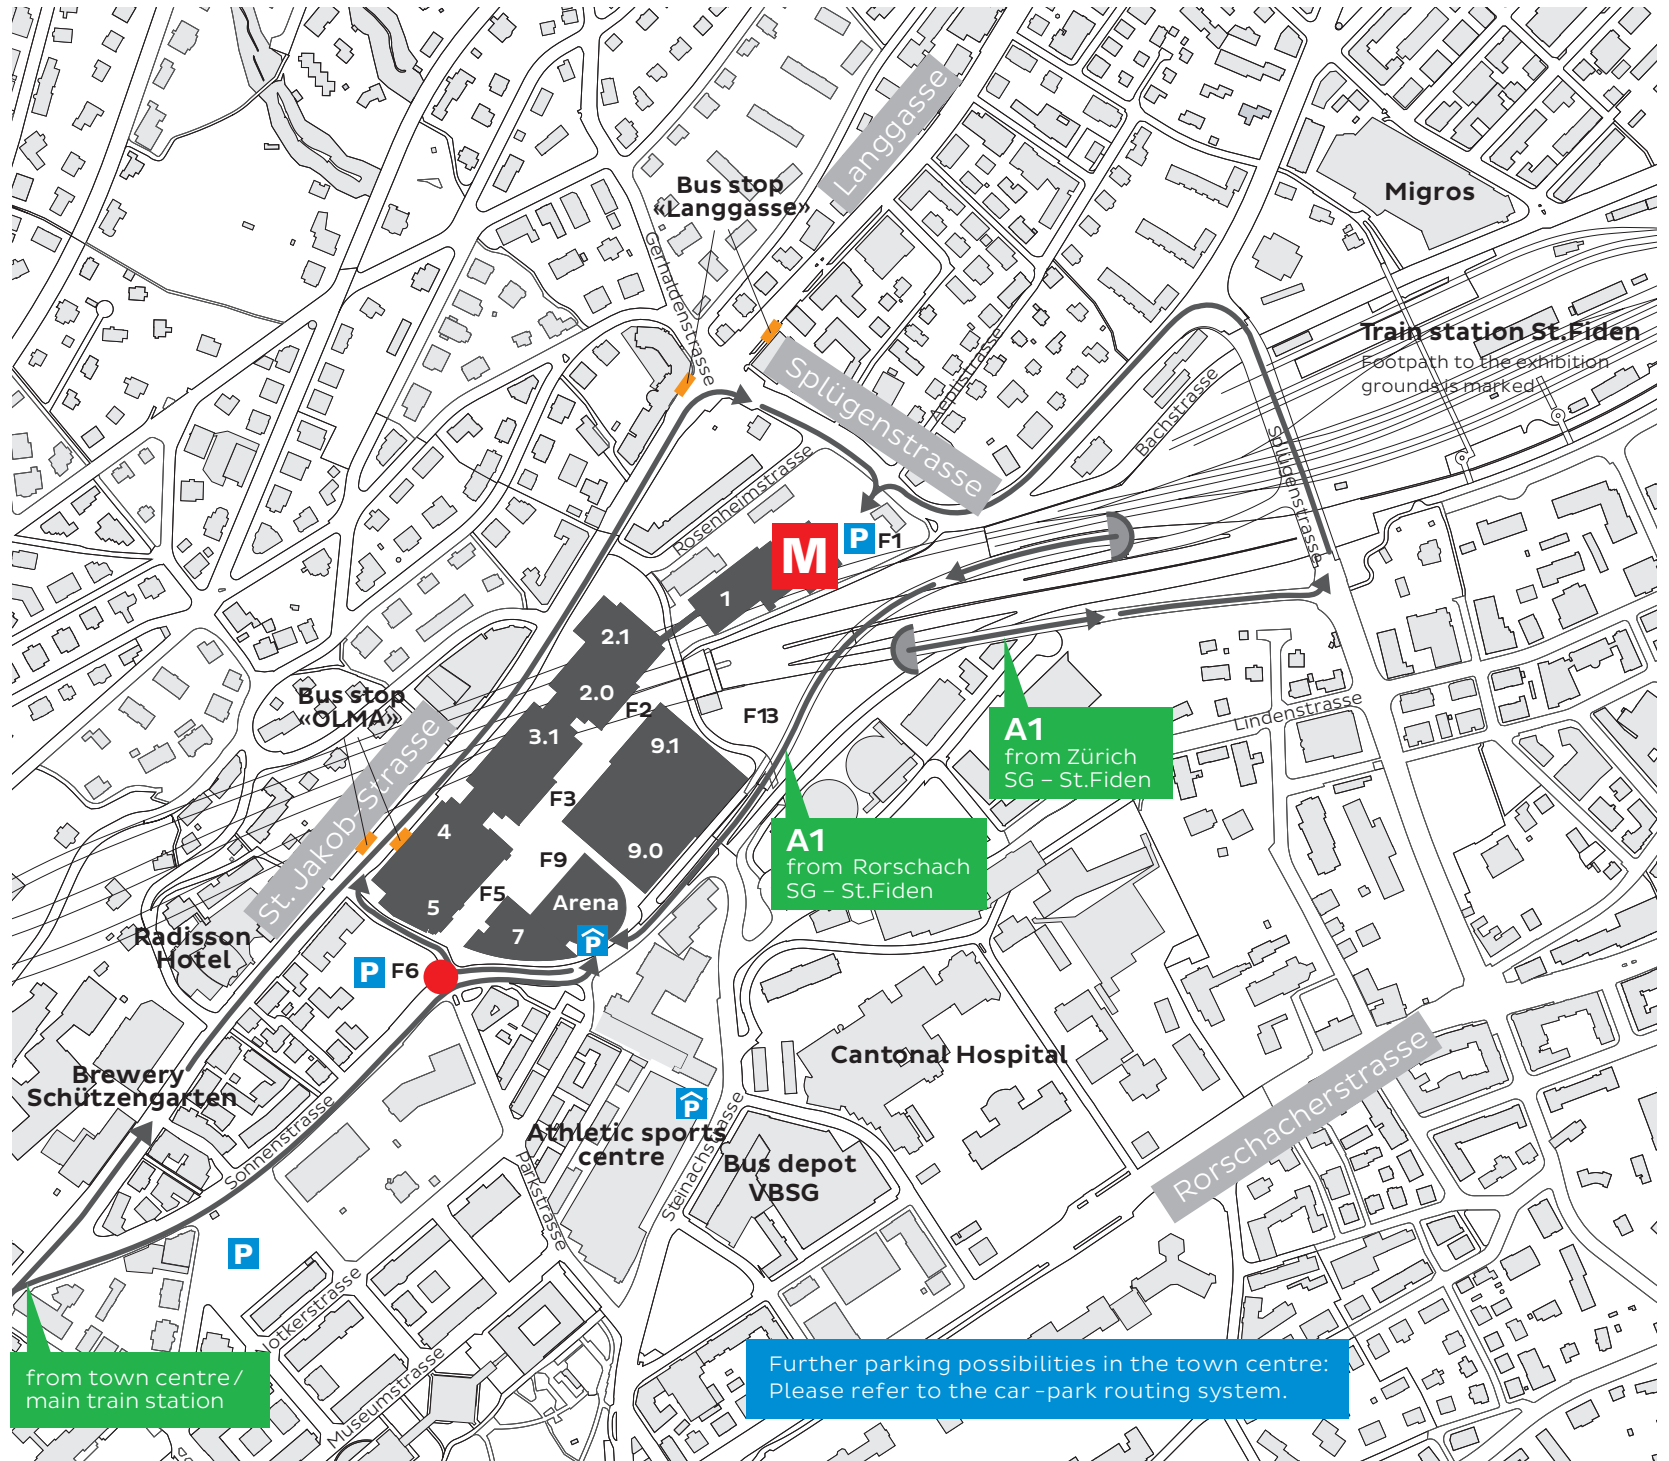 Langgasse
Bus stop
«Langgasse»
Migros
Gerhaldenstrasse
Train station St.Fiden
Footpath to the exhibition
grounds is marked
Splügenstrasse
Aepplistrasse
Bachstrasse
Splügenstrasse
Rosenheimstrasse
M
P F1
1
2.1
2.0
F2
Bus stop
«OLMA»
St. Jakob-Strasse
3.1
9.1
F13
Lindenstrasse
A1
from Zürich
SG – St.Fiden
F3
4
9.0
F9
A1
from Rorschach
SG – St.Fiden
F5
5
Arena
7
P
Radisson
Hotel
P F6
Cantonal Hospital
Rorschacherstrasse
Brewery
Schützengarten
Sonnenstrasse
P
Athletic sports
centre
Parkstrasse
Steinachstrasse
Bus depot
VBSG
P
otkerstrasse
Museumstrasse
from town centre/
main train station
Further parking possibilities in the town centre:
Please refer to the car-park routing system.